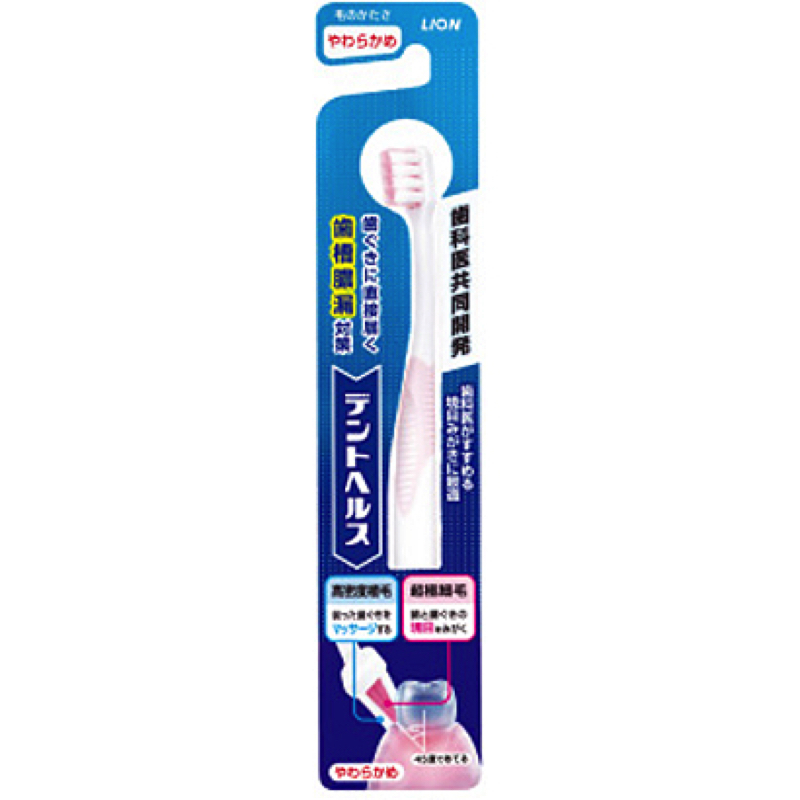 毛のかたさ
やわらかめ
LION
歯科医共同開発
歯ぐきに直接届く
歯槽膿漏対策
デントヘルス
歯科医がすすめる
境目みがきに最適
高密度植毛
弱った歯ぐきを
マッサージする
超極細毛
歯と歯ぐきの
境目をみがく
45度で当てる
やわらかめ